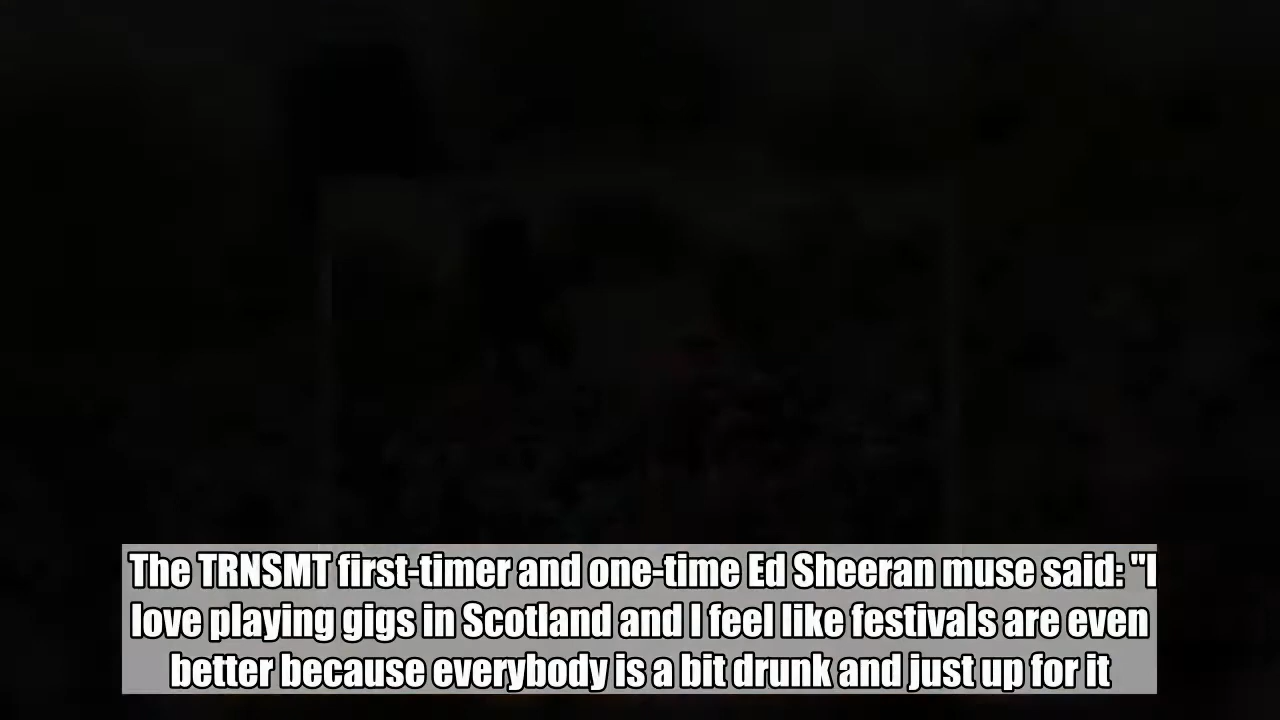 The TRNSMT first-timer and one-time Ed Sheeran muse said: "I
love playing gigs in Scotland and I feel like festivals are even
better because everybody is a bit drunk and just up for it